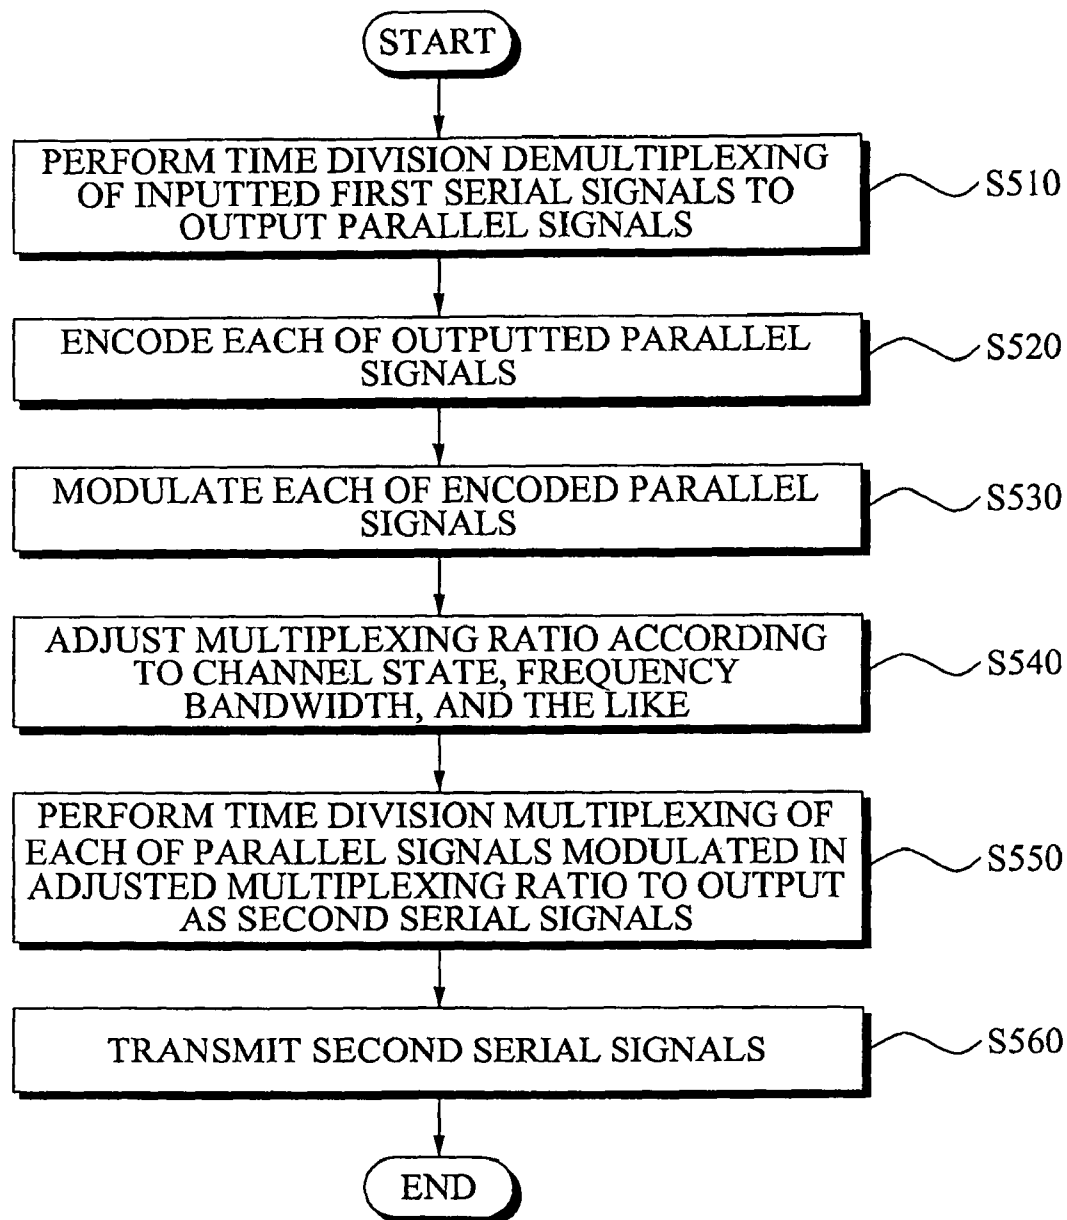 START
PERFORM TIME DIVISION DEMULTIPLEXING
OF INPUTTED FIRST SERIAL SIGNALS TO
OUTPUT PARALLEL SIGNALS
S510
ENCODE EACH OF OUTPUTTED PARALLEL
SIGNALS
S520
MODULATE EACH OF ENCODED PARALLEL
SIGNALS
S530
ADJUST MULTIPLEXING RATIO ACCORDING
TO CHANNEL STATE, FREQUENCY
BANDWIDTH, AND THE LIKE
S540
PERFORM TIME DIVISION MULTIPLEXING OF
EACH OF PARALLEL SIGNALS MODULATED IN
ADJUSTED MULTIPLEXING RATIO TO OUTPUT
AS SECOND SERIAL SIGNALS
S550
TRANSMIT SECOND SERIAL SIGNALS
S560
END